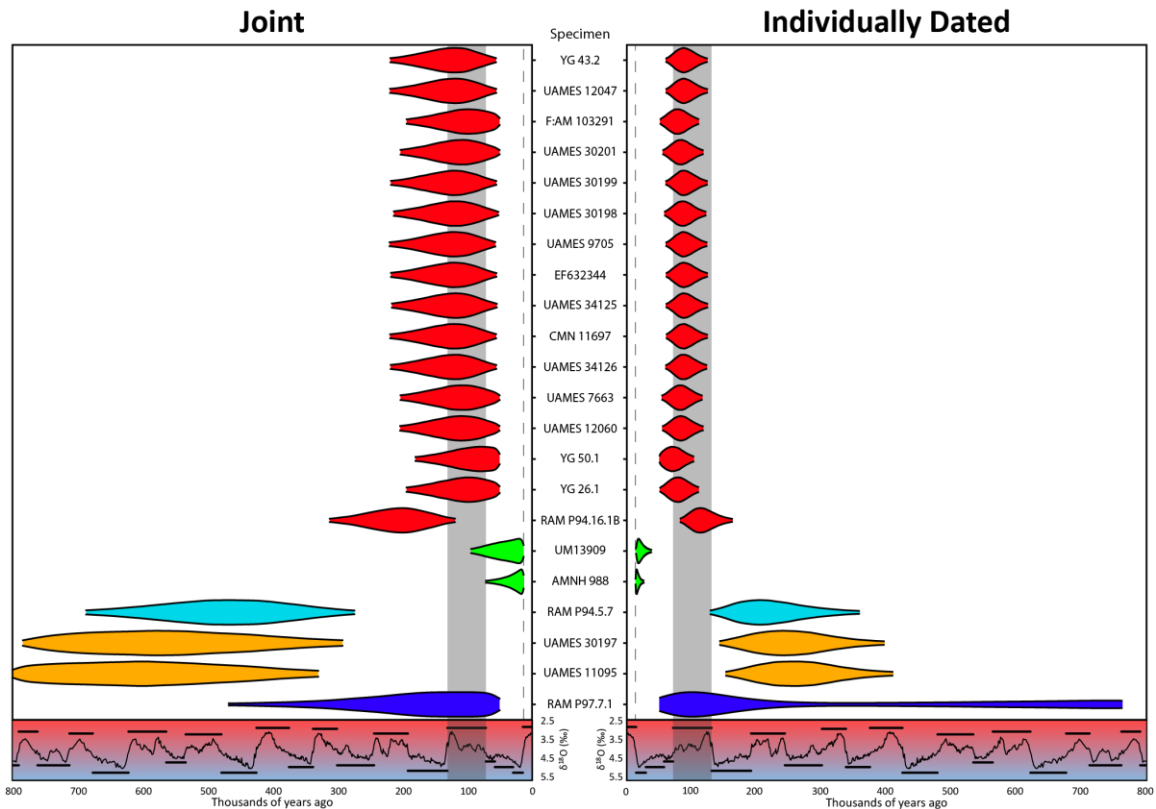 Joint
Individually Dated
Specimen
YG 43.2
UAMES 12047
F:AM 103291
UAMES 30201
UAMES 30199
UAMES 30198
UAMES 9705
EF632344
UAMES 34125
CMN 11697
UAMES 34126
UAMES 7663
UAMES 12060
YG 50.1
YG 26.1
RAM P94.16.1B
UM13909
AMNH 988
RAM P94.5.7
UAMES 30197
UAMES 11095
RAM P97.7.1
2.5
3.5
4.5
5.5
δ¹⁸O (‰)
δ¹⁸O (‰)
2.5
3.5
4.5
5.5
800 700 600 500 400 300 200 100 0
0 100 200 300 400 500 600 700 800
Thousands of years ago
Thousands of years ago